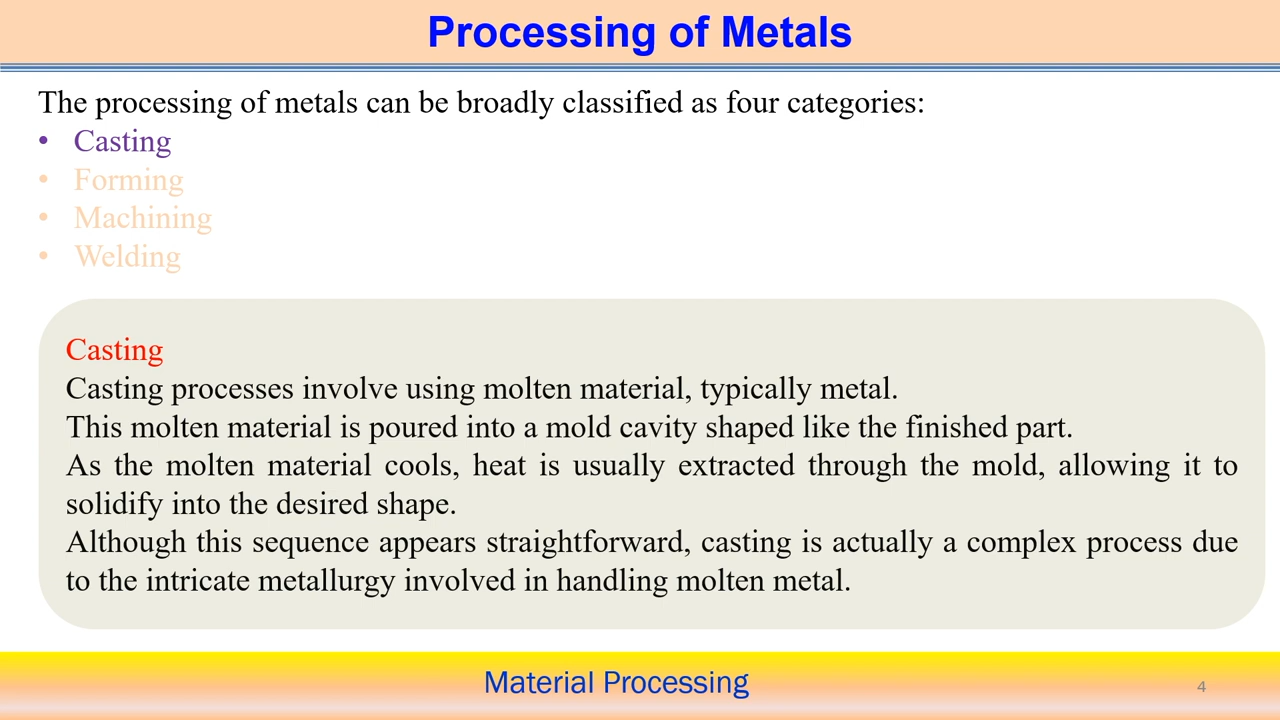 Processing of Metals
The processing of metals can be broadly classified as four categories:
• Casting
• Forming
• Machining
• Welding
Casting
Casting processes involve using molten material, typically metal.
This molten material is poured into a mold cavity shaped like the finished part.
As the molten material cools, heat is usually extracted through the mold, allowing it to
solidify into the desired shape.
Although this sequence appears straightforward, casting is actually a complex process due
to the intricate metallurgy involved in handling molten metal.
Material Processing
4